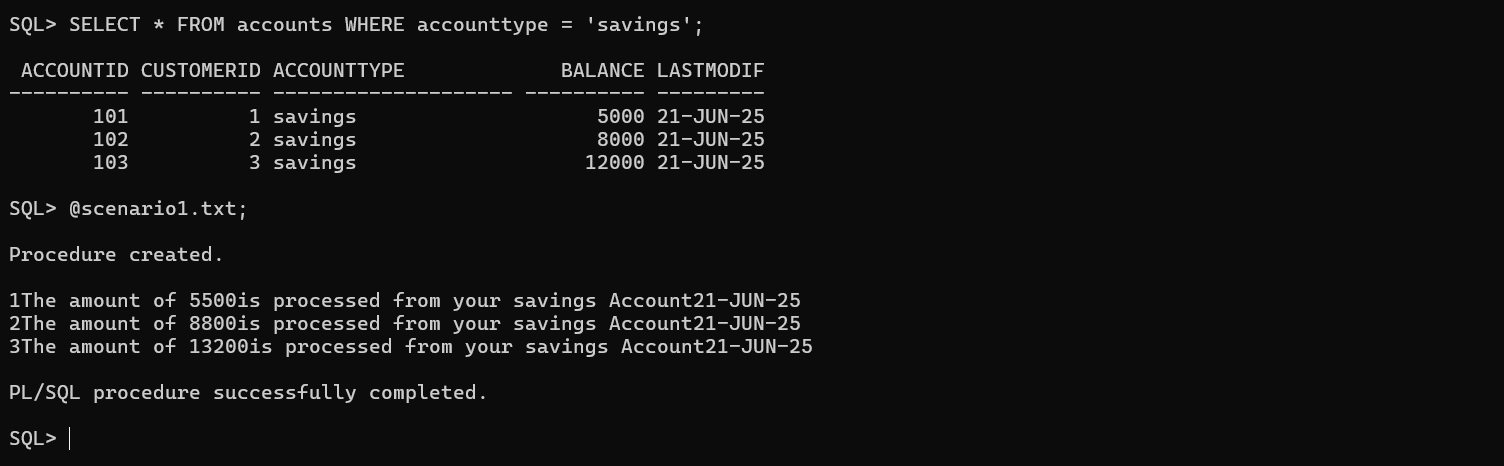 SQL> SELECT * FROM accounts WHERE accounttype = 'savings';
 ACCOUNTID CUSTOMERID ACCOUNTTYPE             BALANCE LASTMODIF
---------- ---------- -------------------- ---------- ---------
       101          1 savings                    5000 21-JUN-25
       102          2 savings                    8000 21-JUN-25
       103          3 savings                   12000 21-JUN-25
SQL> @scenario1.txt;
Procedure created.
1The amount of 5500is processed from your savings Account21-JUN-25
2The amount of 8800is processed from your savings Account21-JUN-25
3The amount of 13200is processed from your savings Account21-JUN-25
PL/SQL procedure successfully completed.
SQL>